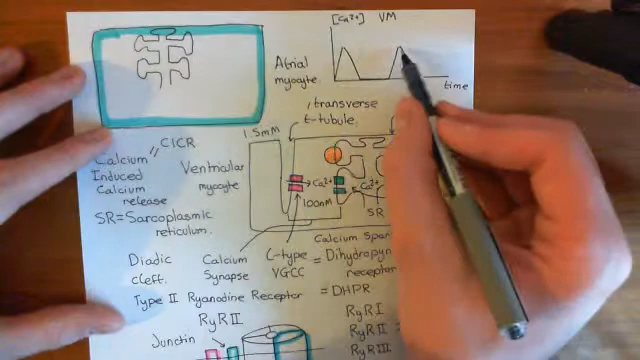 [Ca²⁺] VM
time
Atrial
myocyte.
transverse
t-tubule.
1.5mM
CICR
Calcium
Induced
Calcium
release
SR = Sarcoplasmic
reticulum.
Ventricular
myocyte
Ca²⁺
Ca²⁺
100nM
SR
Calcium Spar
Diadic
cleft.
Calcium
Synapse
L-type
VGCC
= Dihydropyri
receptor
= DHPR
Type II Ryanodine Receptor
RyR II
Junctin
RyR I
RyR II =
RyR III